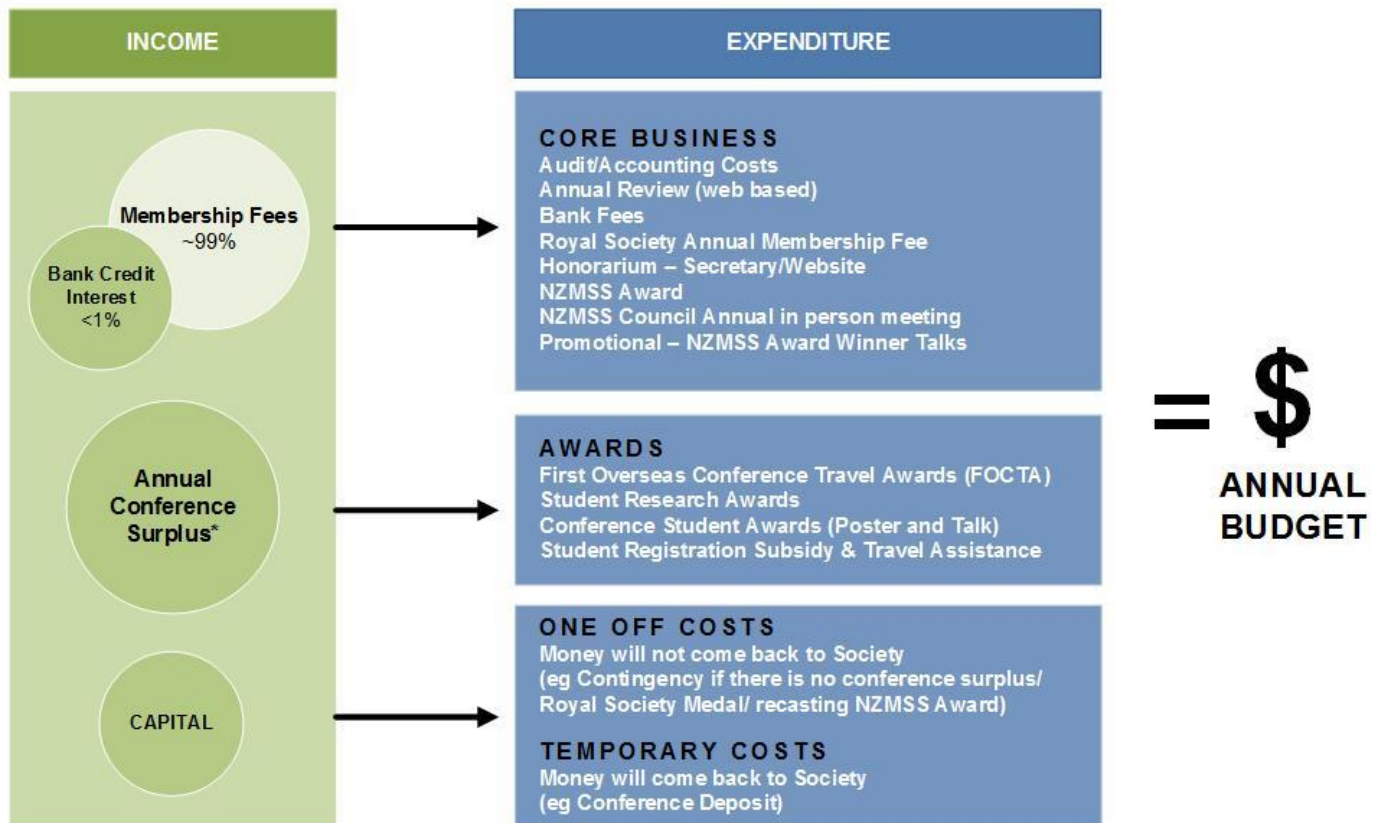 INCOME
EXPENDITURE
Membership Fees
~99%
Bank Credit
Interest
<1%
CORE BUSINESS
Audit/Accounting Costs
Annual Review (web based)
Bank Fees
Royal Society Annual Membership Fee
Honorarium – Secretary/Website
NZMSS Award
NZMSS Council Annual in person meeting
Promotional – NZMSS Award Winner Talks
Annual
Conference
Surplus*
AWARDS
First Overseas Conference Travel Awards (FOCTA)
Student Research Awards
Conference Student Awards (Poster and Talk)
Student Registration Subsidy & Travel Assistance
CAPITAL
ONE OFF COSTS
Money will not come back to Society
(eg Contingency if there is no conference surplus/
Royal Society Medal/ recasting NZMSS Award)
TEMPORARY COSTS
Money will come back to Society
(eg Conference Deposit)
= $
ANNUAL
BUDGET